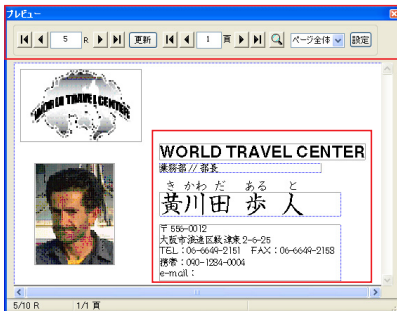 プレビュー
5 R 更新 1 頁 ページ全体 設定
WORLD TRAVEL CENTER
WORLD TRAVEL CENTER
業務部 // 部長
きかわだ あると
黄川田 歩人
〒556-0012
大阪市浪速区敷津東2-6-25
TEL:06-6649-2151 FAX:06-6649-2153
携帯:090-1234-0004
e-mail:
5/10 R 1/1 頁